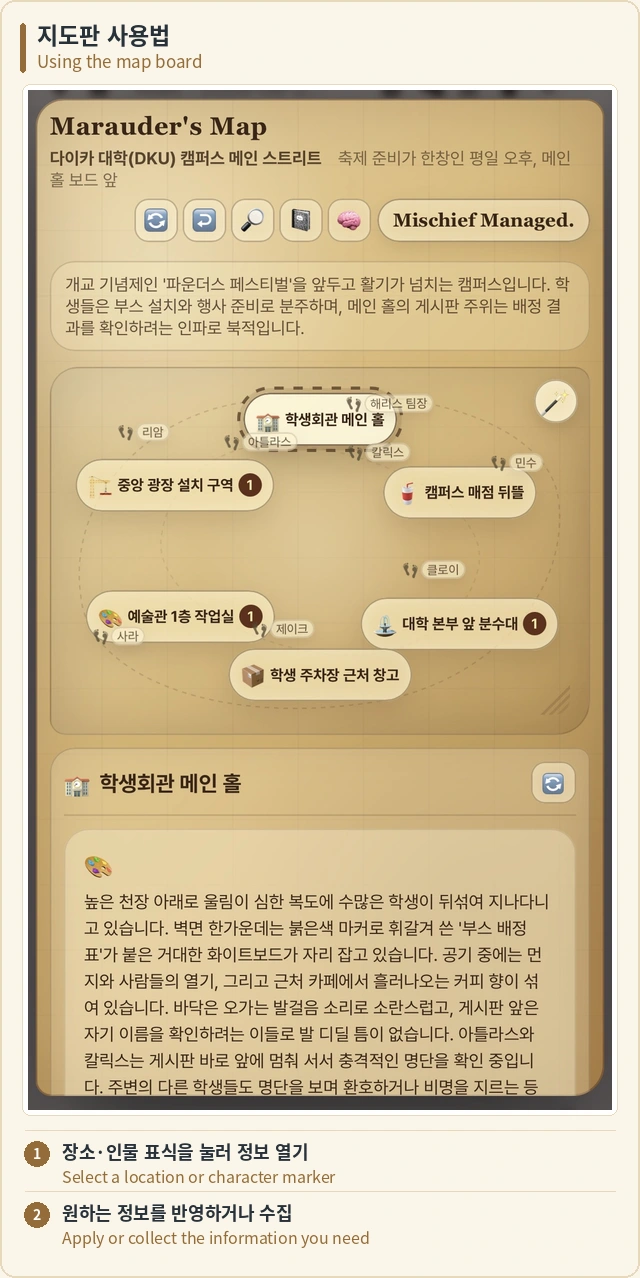 지도판 사용법
Using the map board
Marauder's Map
다이카 대학(DKU) 캠퍼스 메인 스트리트 축제 준비가 한창인 평일 오후, 메인
홀 보드 앞
Mischief Managed.
개교 기념제인 '파운더스 페스티벌'을 앞두고 활기가 넘치는 캠퍼스입니다. 학
생들은 부스 설치와 행사 준비로 분주하며, 메인 홀의 게시판 주위는 배정 결
과를 확인하려는 인파로 북적입니다.
해리스 팀장
학생회관 메인 홀
리암
아틀라스
칼릭스
민수
중앙 광장 설치 구역 1
캠퍼스 매점 뒤뜰
클로이
예술관 1층 작업실 1
사라
제이크
대학 본부 앞 분수대 1
학생 주차장 근처 창고
학생회관 메인 홀
높은 천장 아래로 울림이 심한 복도에 수많은 학생이 뒤섞여 지나다니
고 있습니다. 벽면 한가운데는 붉은색 마커로 휘갈겨 쓴 '부스 배정
표'가 붙은 거대한 화이트보드가 자리 잡고 있습니다. 공기 중에는 먼
지와 사람들의 열기, 그리고 근처 카페에서 흘러나오는 커피 향이 섞
여 있습니다. 바닥은 오가는 발걸음 소리로 소란스럽고, 게시판 앞은
자기 이름을 확인하려는 이들로 발 디딜 틈이 없습니다. 아틀라스와
칼릭스는 게시판 바로 앞에 멈춰 서서 충격적인 명단을 확인 중입니
다. 주변의 다른 학생들도 명단을 보며 환호하거나 비명을 지르는 등
1 장소·인물 표식을 눌러 정보 열기
Select a location or character marker
2 원하는 정보를 반영하거나 수집
Apply or collect the information you need